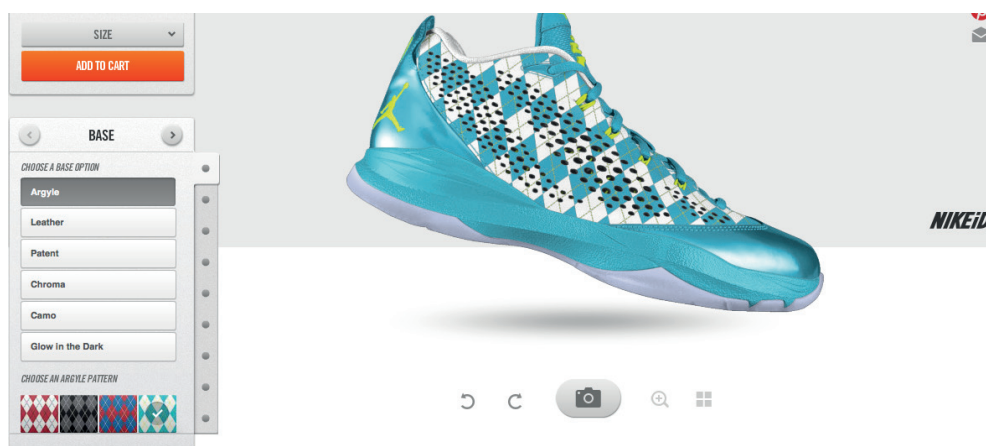 SIZE
ADD TO CART
BASE
CHOOSE A BASE OPTION
Argyle
Leather
Patent
Chroma
Camo
Glow in the Dark
CHOOSE AN ARGYLE PATTERN
NIKEiD